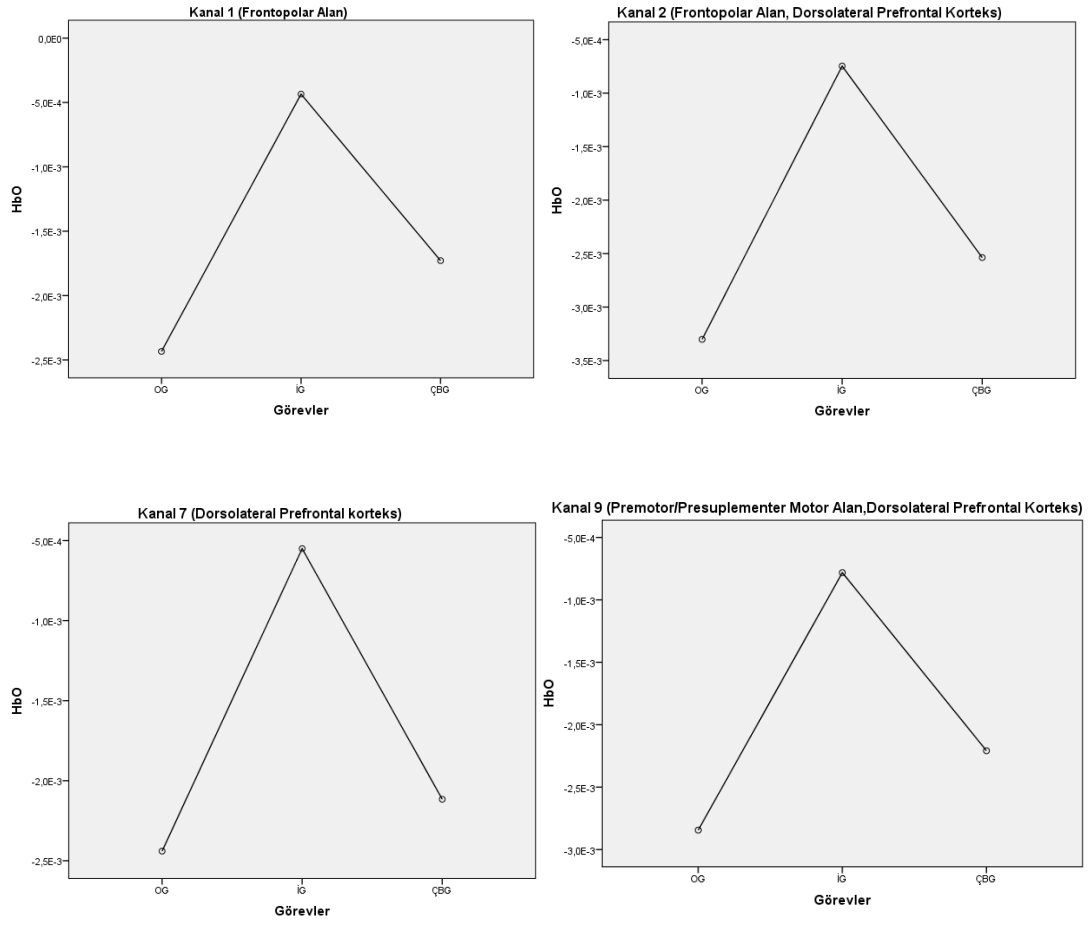 Kanal 1 (Frontopolar Alan)
0,0E0
-5,0E-4
-1,0E-3
-1,5E-3
-2,0E-3
-2,5E-3
HbO
OG
İG
ÇBG
Görevler
Kanal 2 (Frontopolar Alan, Dorsolateral Prefrontal Korteks)
-5,0E-4
-1,0E-3
-1,5E-3
-2,0E-3
-2,5E-3
-3,0E-3
-3,5E-3
HbO
OG
İG
ÇBG
Görevler
Kanal 7 (Dorsolateral Prefrontal korteks)
-5,0E-4
-1,0E-3
-1,5E-3
-2,0E-3
-2,5E-3
HbO
OG
İG
ÇBG
Görevler
Kanal 9 (Premotor/Presuplementer Motor Alan,Dorsolateral Prefrontal Korteks)
-5,0E-4
-1,0E-3
-1,5E-3
-2,0E-3
-2,5E-3
-3,0E-3
HbO
OG
İG
ÇBG
Görevler